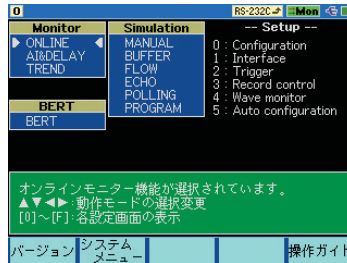 0 RS-232C Mon
Monitor Simulation -- Setup --
ONLINE MANUAL 0 : Configuration
AI&DELAY BUFFER 1 : Interface
TREND FLOW 2 : Trigger
ECHO 3 : Record control
BERT POLLING 4 : Wave monitor
BERT PROGRAM 5 : Auto configuration
オンラインモニター機能が選択されています。
▲▼◀▶:動作モードの選択変更
[0]～[F]:各設定画面の表示
バージョン システムメニュー 操作ガイド